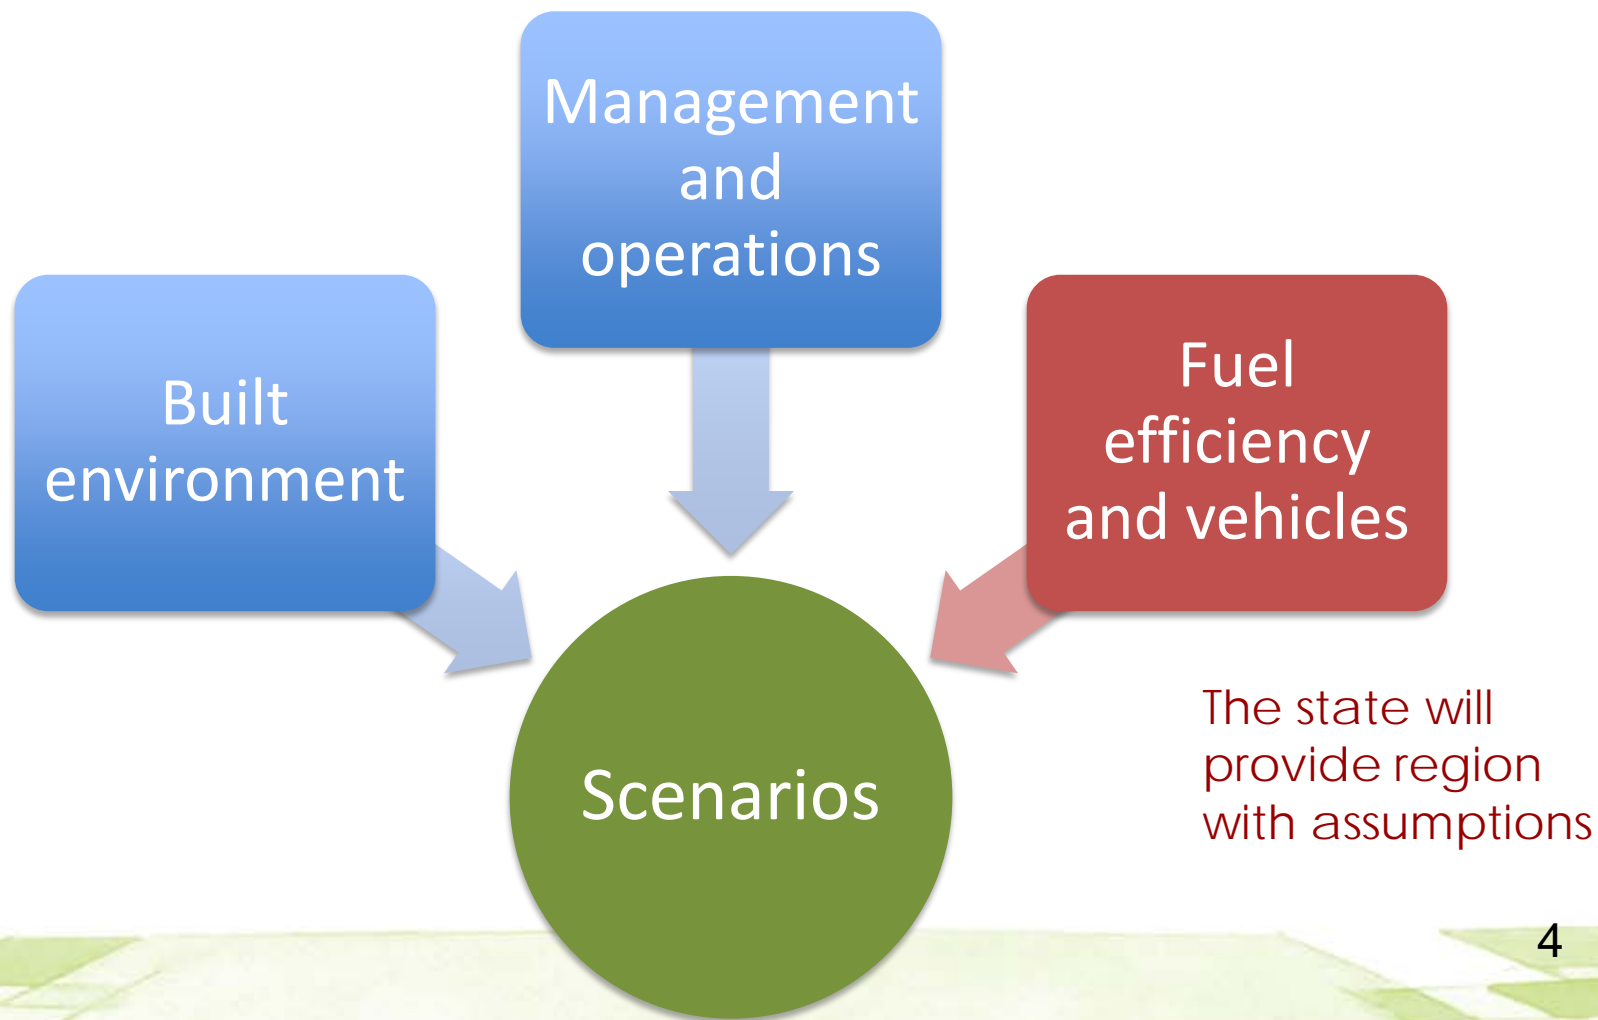 Management
and
operations
Built
environment
Fuel
efficiency
and vehicles
Scenarios
The state will
provide region
with assumptions
4